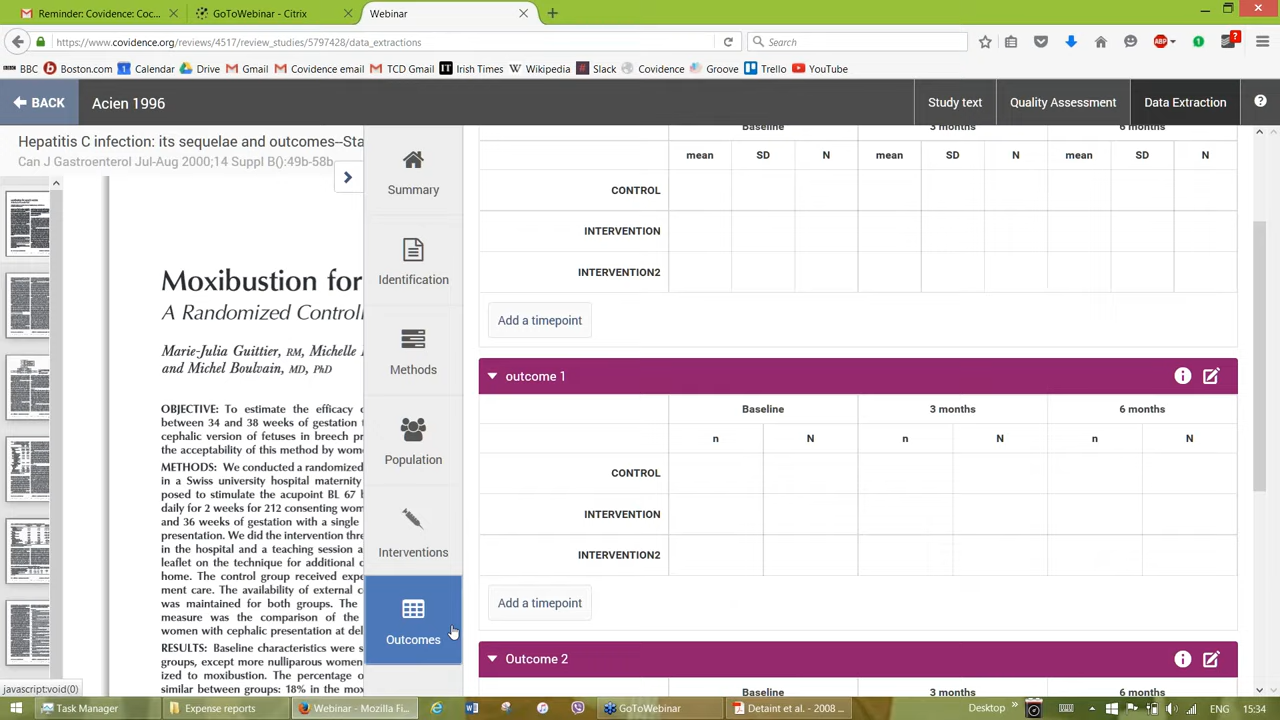 Reminder: Covidence C...
GoToWebinar - Citrix
Webinar
https://www.covidence.org/reviews/4517/review_studies/5797428/data_extractions
Search
BBC
Boston.com
Calendar
Drive
Gmail
Covidence email
TCD Gmail
Irish Times
Wikipedia
Slack
Covidence
Groove
Trello
YouTube
BACK
Acien 1996
Study text
Quality Assessment
Data Extraction
Hepatitis C infection: its sequelae and outcomes--Sta
Can J Gastroenterol Jul-Aug 2000;14 Suppl B():49b-58b
Moxibustion for
A Randomized Control
Marie-Julia Guittier, RM, Michelle
and Michel Boulvain, MD, PhD
OBJECTIVE: To estimate the efficacy
between 34 and 38 weeks of gestation
cephalic version of fetuses in breech pr
the acceptability of this method by wom
METHODS: We conducted a randomized
in a Swiss university hospital maternity
posed to stimulate the acupoint BL 67
daily for 2 weeks for 212 consenting wom
and 36 weeks of gestation with a single
presentation. We did the intervention thre
in the hospital and a teaching session a
leaflet on the technique for additional
home. The control group received expe
ment care. The availability of external c
was maintained for both groups. The
measure was the comparison of the
women with cephalic presentation at del
RESULTS: Baseline characteristics were s
groups, except more nulliparous women
ized to moxibustion. The percentage o
similar between groups: 18% in the mox
Summary
Identification
Methods
Population
Interventions
Outcomes
Baseline 3 months 6 months
mean SD N mean SD N mean SD N
CONTROL
INTERVENTION
INTERVENTION2
Add a timepoint
outcome 1
Baseline 3 months 6 months
n N n N n N
CONTROL
INTERVENTION
INTERVENTION2
Add a timepoint
Outcome 2
Baseline 3 months 6 months
javascript:void(0)
Task Manager
Expense reports
Webinar - Mozilla Fi...
GoToWebinar
Detaint et al. - 2008 ...
Desktop
ENG
15:34